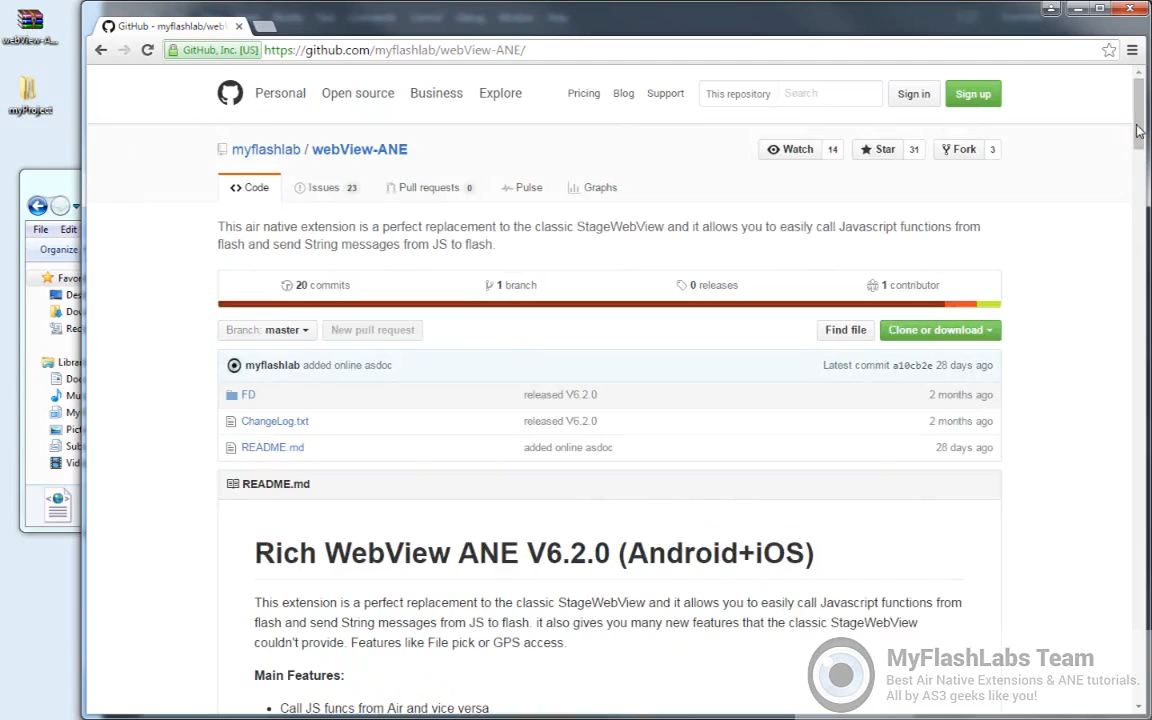 webView-A...
myProject
File Edit
Organize
Favor
Des
Dov
Rec
Librar
Doc
Mu
My
Pict
Sub
Vid
GitHub - myflashlab/web
GitHub, Inc. [US] https://github.com/myflashlab/webView-ANE/
Personal Open source Business Explore Pricing Blog Support This repository Search Sign in Sign up
myflashlab / webView-ANE Watch 14 Star 31 Fork 3
Code Issues 23 Pull requests 0 Pulse Graphs
This air native extension is a perfect replacement to the classic StageWebView and it allows you to easily call Javascript functions from
flash and send String messages from JS to flash.
20 commits 1 branch 0 releases 1 contributor
Branch: master New pull request Find file Clone or download
myflashlab added online asdoc Latest commit a10cb2e 28 days ago
FD released V6.2.0 2 months ago
ChangeLog.txt released V6.2.0 2 months ago
README.md added online asdoc 28 days ago
README.md
Rich WebView ANE V6.2.0 (Android+iOS)
This extension is a perfect replacement to the classic StageWebView and it allows you to easily call Javascript functions from
flash and send String messages from JS to flash. it also gives you many new features that the classic StageWebView
couldn't provide. Features like File pick or GPS access.
Main Features:
• Call JS funcs from Air and vice versa
MyFlashLabs Team
Best Air Native Extensions & ANE tutorials.
All by AS3 geeks like you!